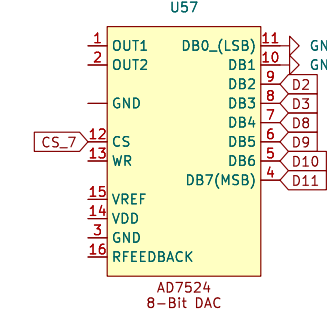 U57
1 OUT1 DB0_(LSB) 11 GN
2 OUT2 DB1 10 GN
DB2 9 D2
GND DB3 8 D3
DB4 7 D8
CS_7 12 CS DB5 6 D9
13 WR DB6 5 D10
DB7(MSB) 4 D11
15 VREF
14 VDD
3 GND
16 RFEEDBACK
AD7524
8-Bit DAC